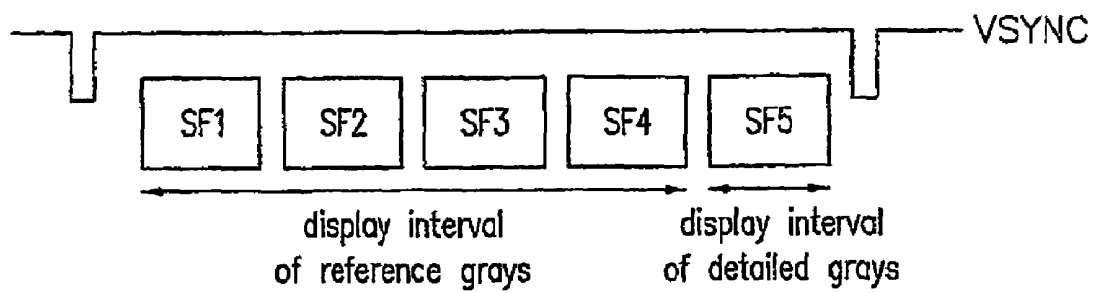 VSYNC
SF1 SF2 SF3 SF4 SF5
display interval
of reference grays
display interval
of detailed grays